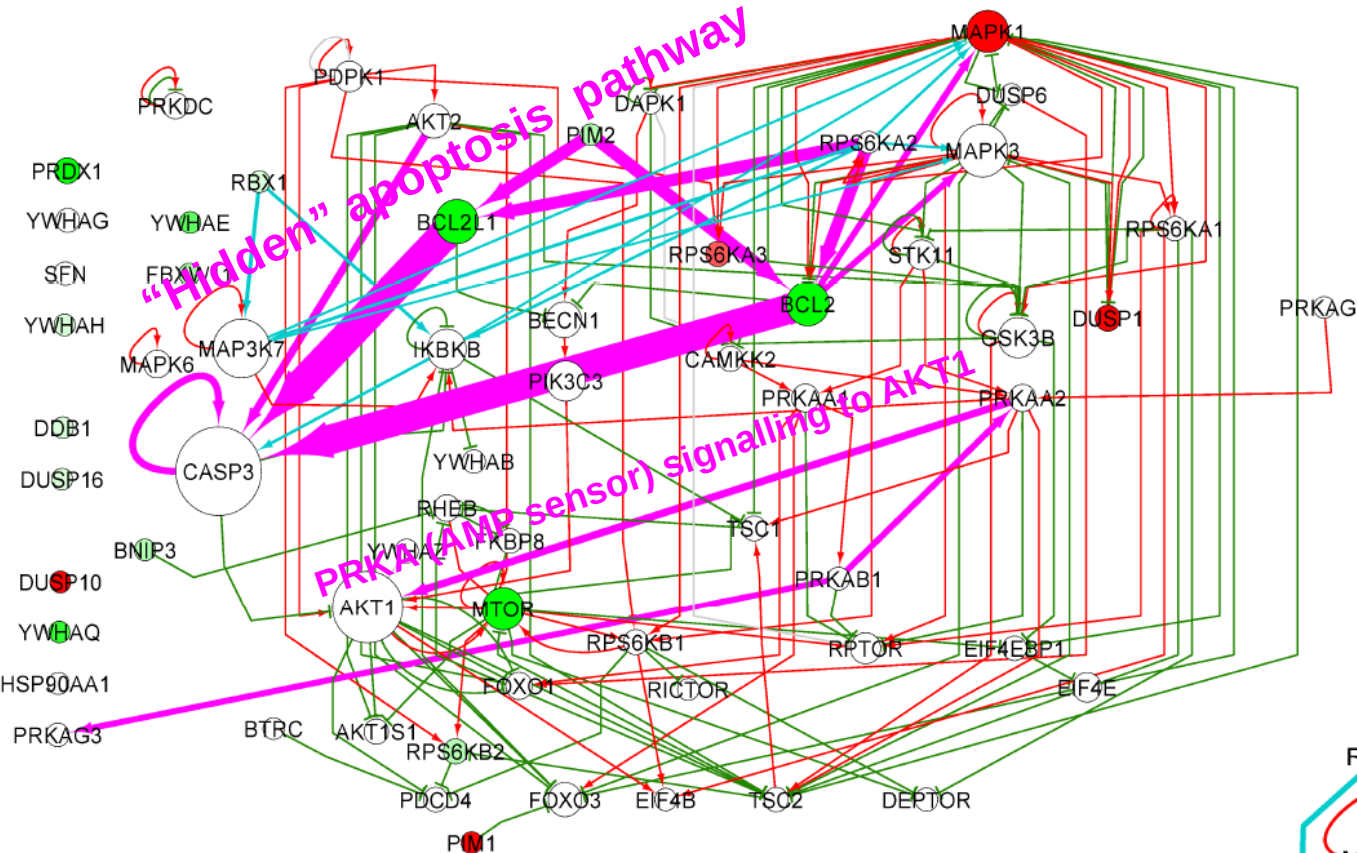 MAPK1
"Hidden" apoptosis pathway
PDPK1
PRKDC
DAPK1
DUSP6
AKT2
PIM2
RPS6KA2
MAPK3
PRDX1
RBX1
YWHAG
YWHAE
BCL2L1
RPS6KA1
RPS6KA3
STK11
SFN
BCL2
PRKAG
YWHAH
BECN1
DUSP1
GSK3B
MAPK6
MAP3K7
IKBKB
CAMKK2
PIK3C3
PRKAA1
PRKAA2
PRKA (AMP sensor) signalling to AKT1
DDB1
YWHAB
CASP3
DUSP16
RHEB
TSC1
BNIP3
FKBP8
DUSP10
PRKAB1
AKT1
MTOR
YWHAQ
RPS6KB1
RPTOR
EIF4EBP1
HSP90AA1
FOXO1
RICTOR
EIF4E
PRKAG3
BTRC
AKT1S1
RPS6KB2
PDCD4
FOXO3
EIF4B
TSC2
DEPTOR
PIM1
R